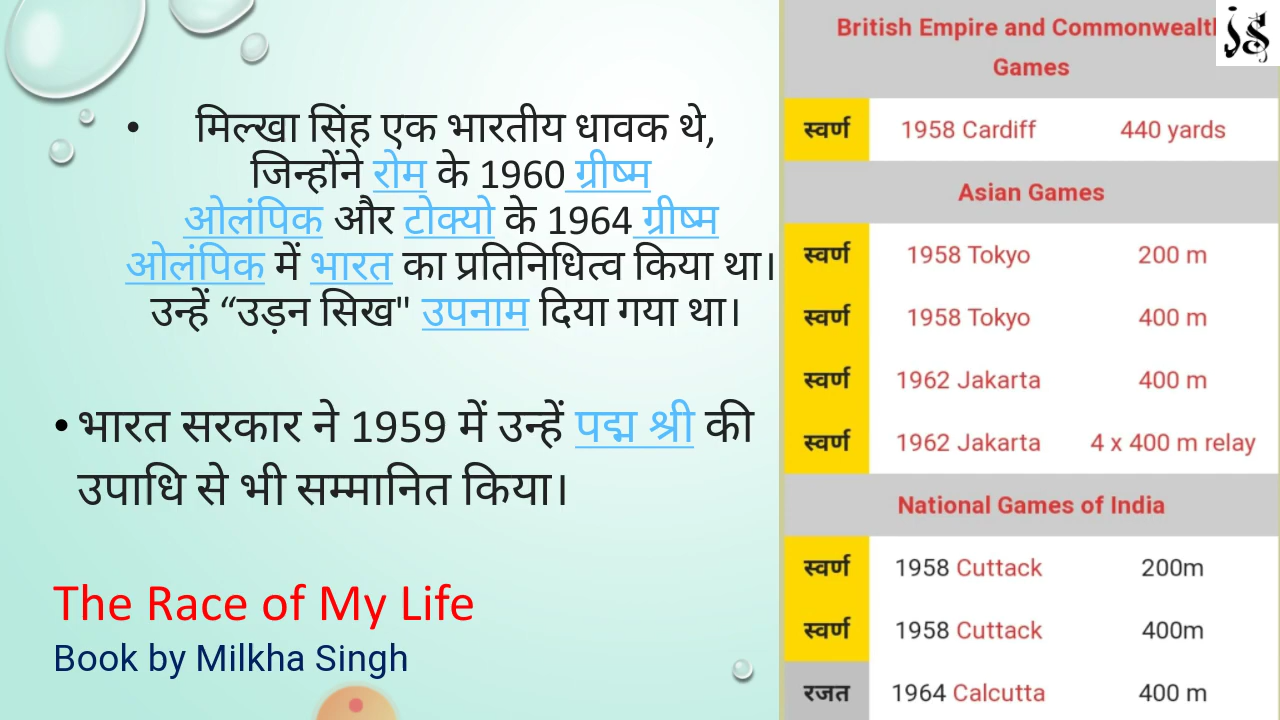 • मिल्खा सिंह एक भारतीय धावक थे,
जिन्होंने रोम के 1960 ग्रीष्म
ओलंपिक और टोक्यो के 1964 ग्रीष्म
ओलंपिक में भारत का प्रतिनिधित्व किया था।
उन्हें “उड़न सिख" उपनाम दिया गया था।
• भारत सरकार ने 1959 में उन्हें पद्म श्री की
उपाधि से भी सम्मानित किया।
The Race of My Life
Book by Milkha Singh
British Empire and Commonwealth
Games
स्वर्ण 1958 Cardiff 440 yards
Asian Games
स्वर्ण 1958 Tokyo 200 m
स्वर्ण 1958 Tokyo 400 m
स्वर्ण 1962 Jakarta 400 m
स्वर्ण 1962 Jakarta 4 x 400 m relay
National Games of India
स्वर्ण 1958 Cuttack 200m
स्वर्ण 1958 Cuttack 400m
रजत 1964 Calcutta 400 m